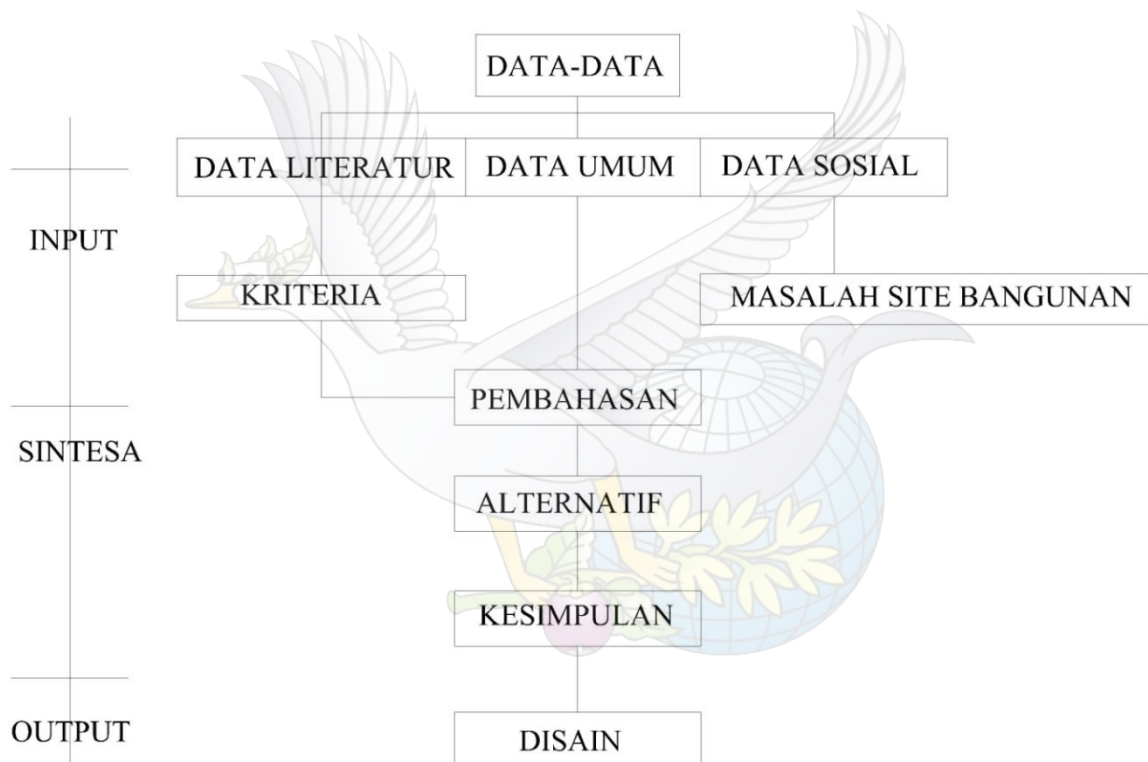 DATA-DATA
DATA LITERATUR
DATA UMUM
DATA SOSIAL
INPUT
KRITERIA
MASALAH SITE BANGUNAN
PEMBAHASAN
SINTESA
ALTERNATIF
KESIMPULAN
OUTPUT
DISAIN